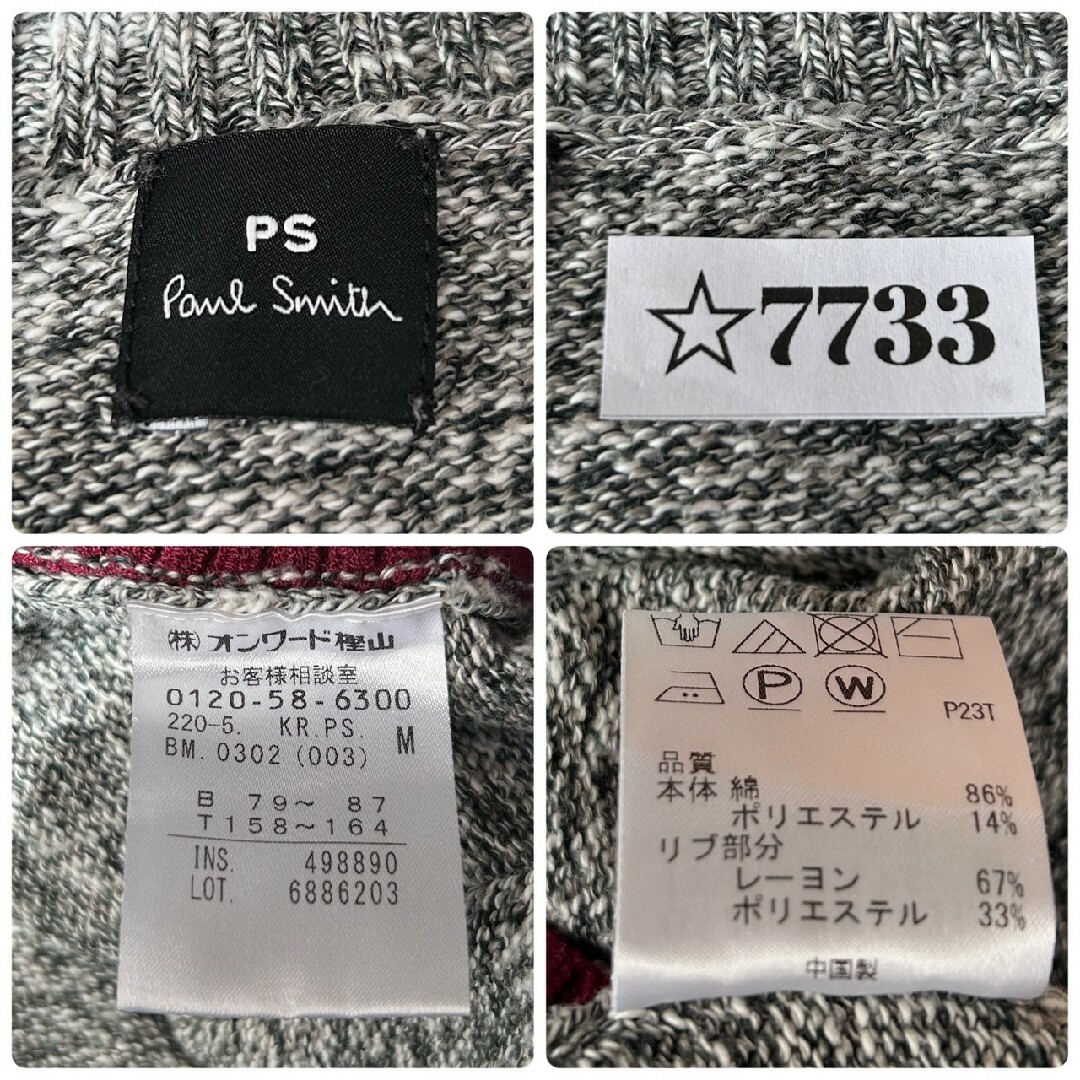 PS
Paul Smith
☆7733
(株)オンワード樫山
お客様相談室
0120-58-6300
220-5. KR.PS. M
BM. 0302 (003)
B 79〜 87
T 158〜164
INS. 498890
LOT. 6886203
P W
P23T
品質
本体 綿 86%
ポリエステル 14%
リブ部分
レーヨン 67%
ポリエステル 33%
中国製